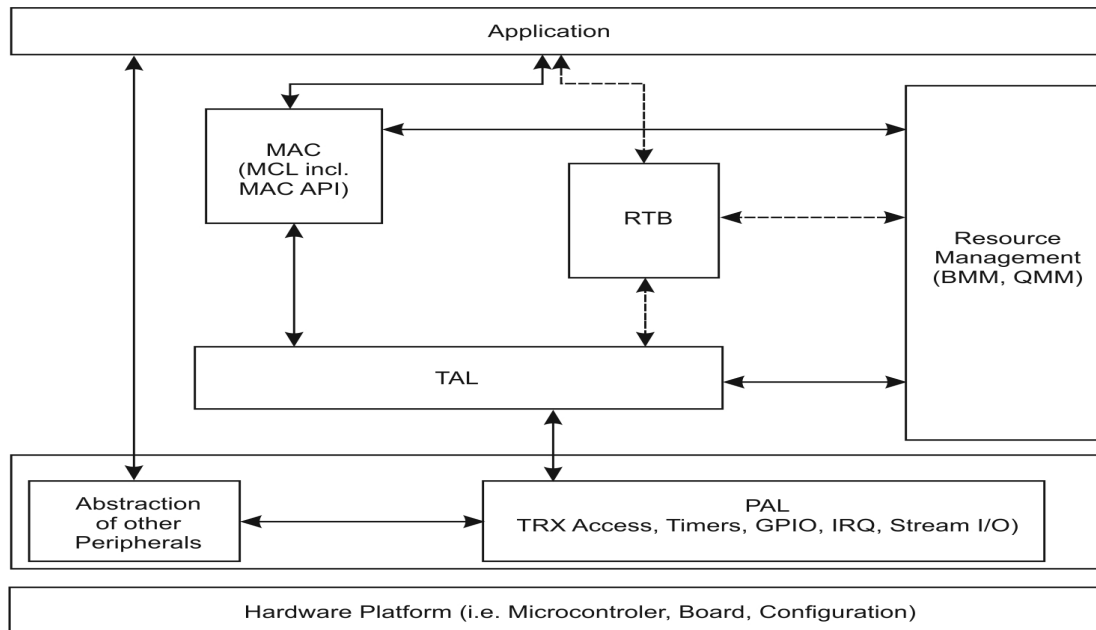 Application
MAC
(MCL incl.
MAC API)
RTB
Resource
Management
(BMM, QMM)
TAL
Abstraction
of other
Peripherals
PAL
TRX Access, Timers, GPIO, IRQ, Stream I/O)
Hardware Platform (i.e. Microcontroler, Board, Configuration)